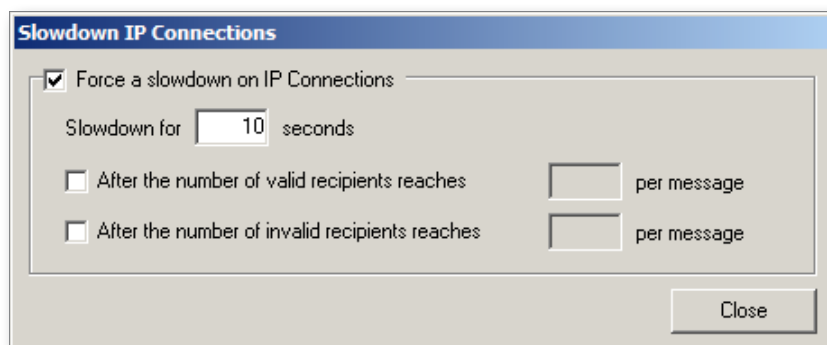 Slowdown IP Connections
Force a slowdown on IP Connections
Slowdown for 10 seconds
After the number of valid recipients reaches per message
After the number of invalid recipients reaches per message
Close